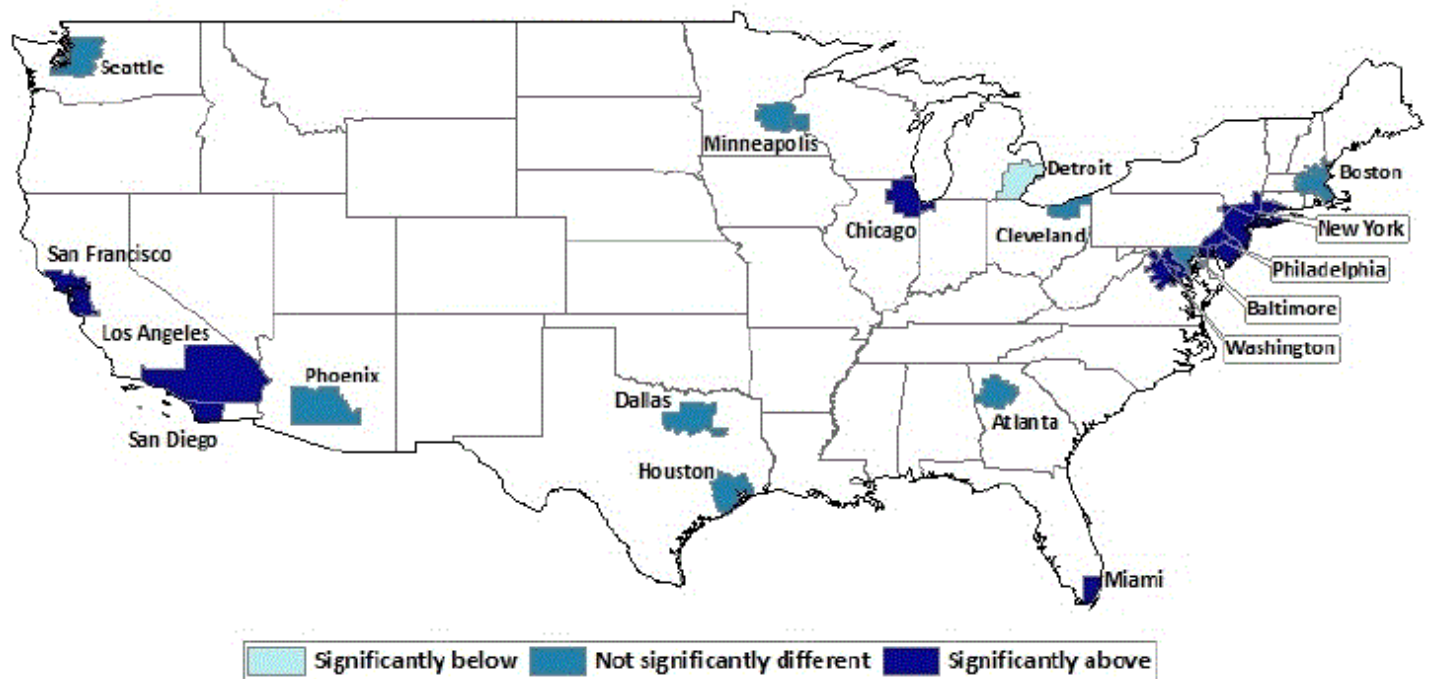 Seattle
Minneapolis
Detroit
Boston
Chicago
Cleveland
New York
San Francisco
Philadelphia
Baltimore
Los Angeles
Washington
Phoenix
Dallas
Atlanta
San Diego
Houston
Miami
Significantly below
Not significantly different
Significantly above